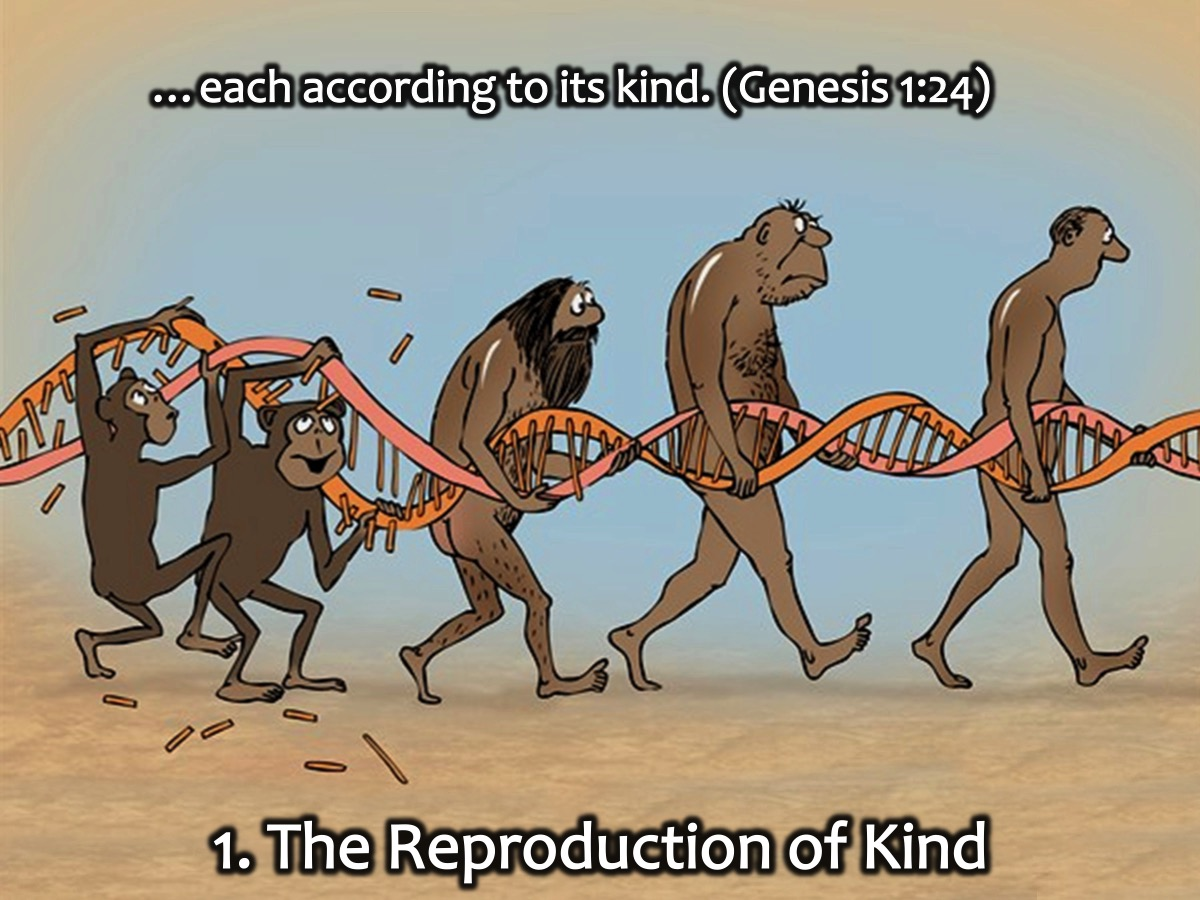 …each according to its kind. (Genesis 1:24)
1. The Reproduction of Kind